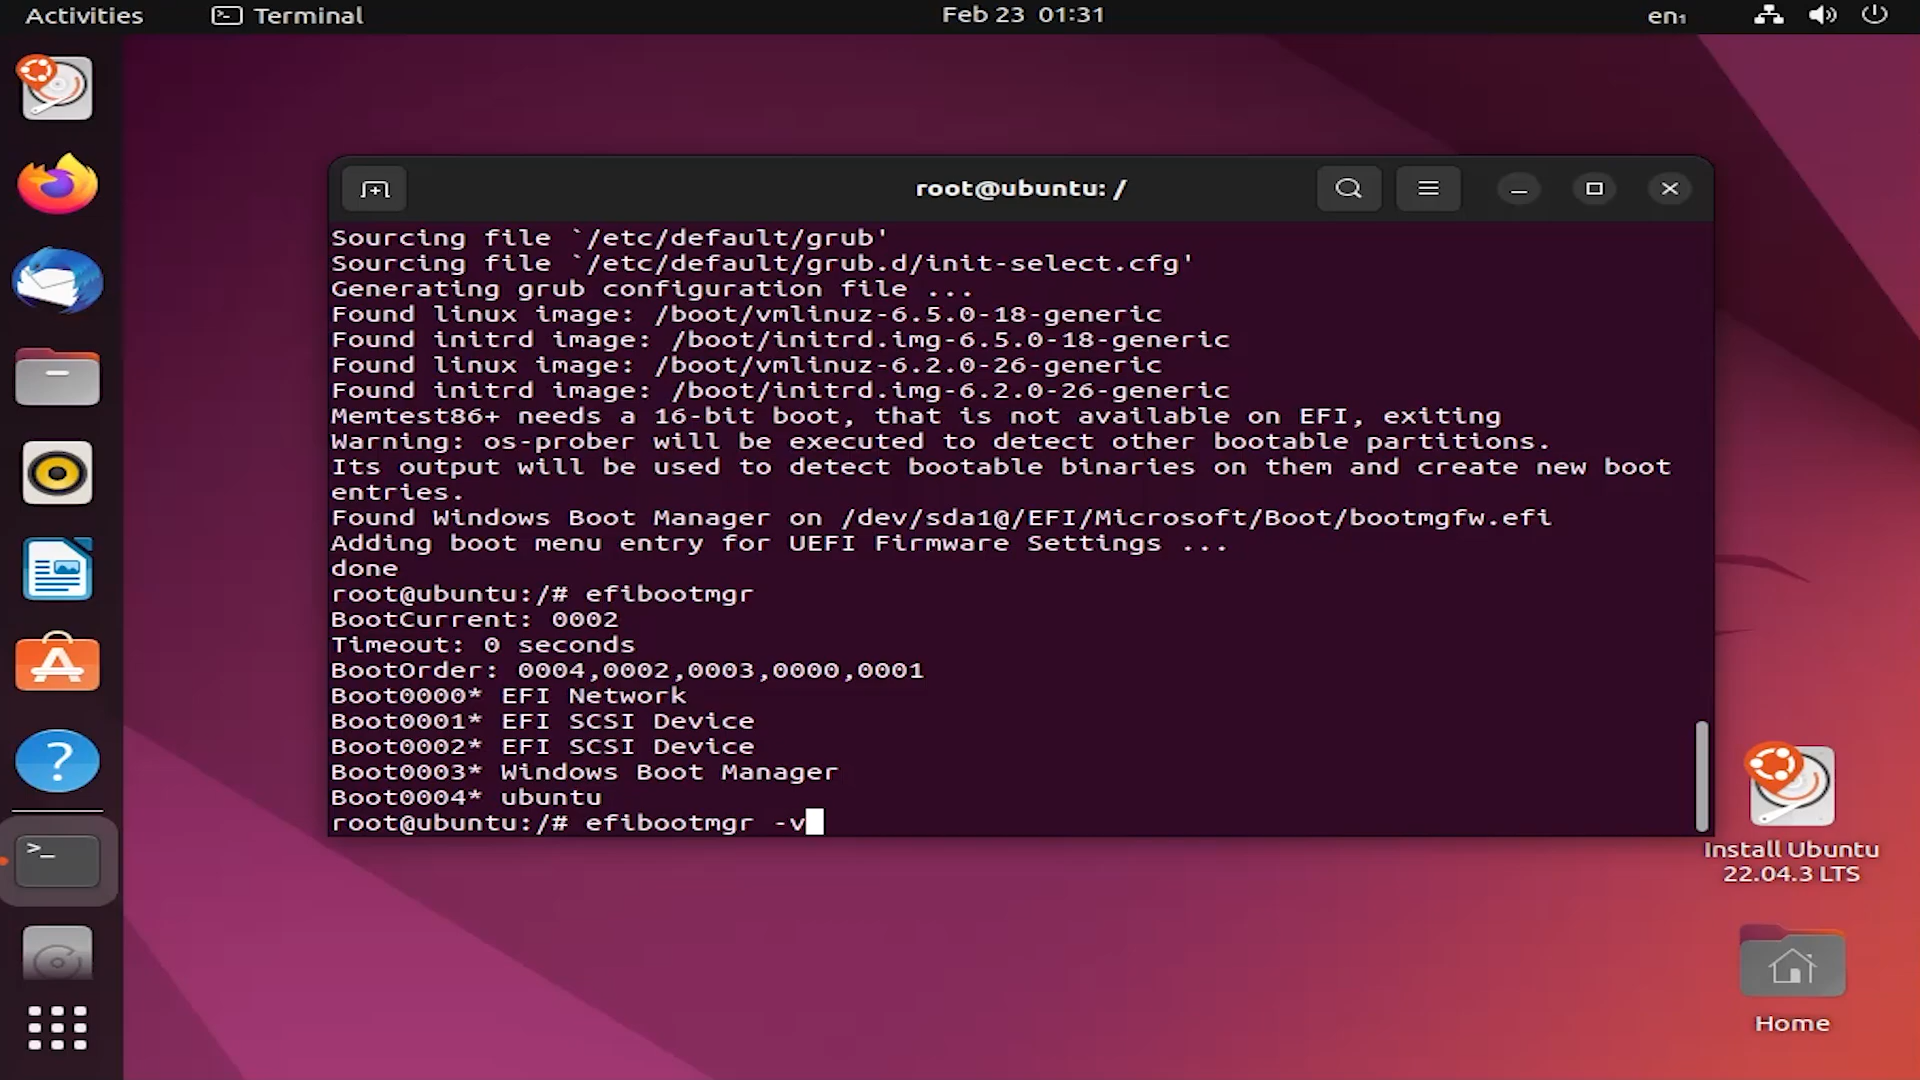 Activities
Terminal
Feb 23 01:31
en₁
root@ubuntu: /
Sourcing file `/etc/default/grub'
Sourcing file `/etc/default/grub.d/init-select.cfg'
Generating grub configuration file ...
Found linux image: /boot/vmlinuz-6.5.0-18-generic
Found initrd image: /boot/initrd.img-6.5.0-18-generic
Found linux image: /boot/vmlinuz-6.2.0-26-generic
Found initrd image: /boot/initrd.img-6.2.0-26-generic
Memtest86+ needs a 16-bit boot, that is not available on EFI, exiting
Warning: os-prober will be executed to detect other bootable partitions.
Its output will be used to detect bootable binaries on them and create new boot
entries.
Found Windows Boot Manager on /dev/sda1@/EFI/Microsoft/Boot/bootmgfw.efi
Adding boot menu entry for UEFI Firmware Settings ...
done
root@ubuntu:/# efibootmgr
BootCurrent: 0002
Timeout: 0 seconds
BootOrder: 0004,0002,0003,0000,0001
Boot0000* EFI Network
Boot0001* EFI SCSI Device
Boot0002* EFI SCSI Device
Boot0003* Windows Boot Manager
Boot0004* ubuntu
root@ubuntu:/# efibootmgr -v
Install Ubuntu
22.04.3 LTS
Home